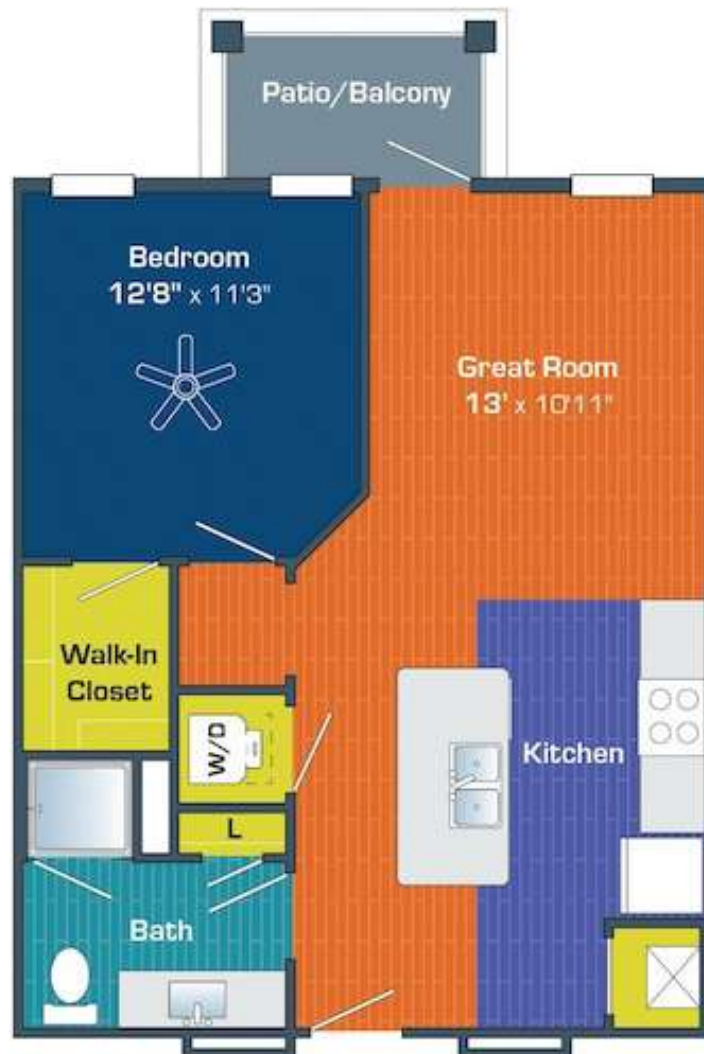 Patio/Balcony
Bedroom
12'8" x 11'3"
Great Room
13' x 10'11"
Walk-In
Closet
W/D
Kitchen
L
Bath